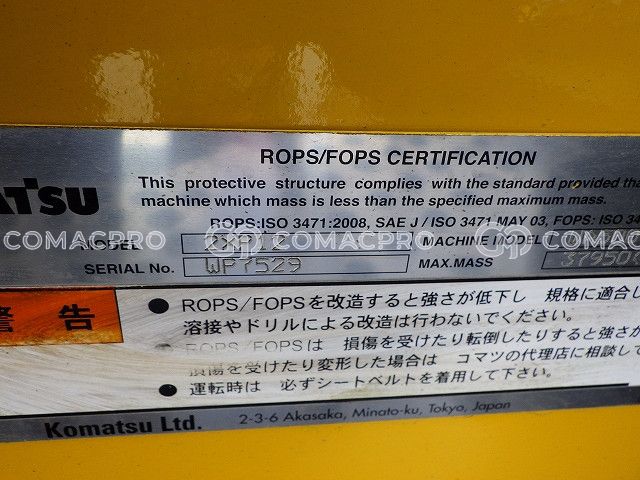 ROPS/FOPS CERTIFICATION
This protective structure complies with the standard provided tha
ATSU
machine which mass is less than the specified maximum mass.
ROPS:ISO 3471:2008, SAE J / ISO 3471 MAY 03, FOPS: ISO 34
MODEL MACHINE MODEL
COMACPRO COMACPRO COMACPRO
SERIAL No. WP7529 MAX.MASS 37950
警告
● ROPS/FOPSを改造すると強さが低下し 規格に適合し
溶接やドリルによる改造は行わないでください。
ROPS/FOPSは 損傷を受けたり転倒したりすると強さが
損傷を受けたり変形した場合は コマツの代理店に相談して
● 運転時は 必ずシートベルトを着用して下さい。
Komatsu Ltd. 2-3-6 Akasaka, Minato-ku, Tokyo, Japan